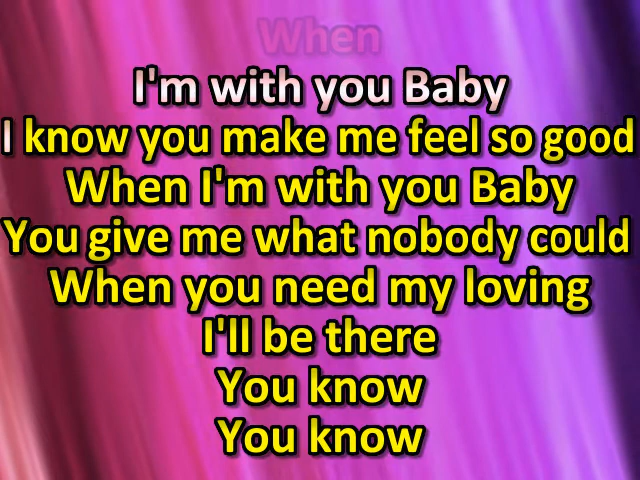 When
I'm with you Baby
I know you make me feel so good
When I'm with you Baby
You give me what nobody could
When you need my loving
I'll be there
You know
You know